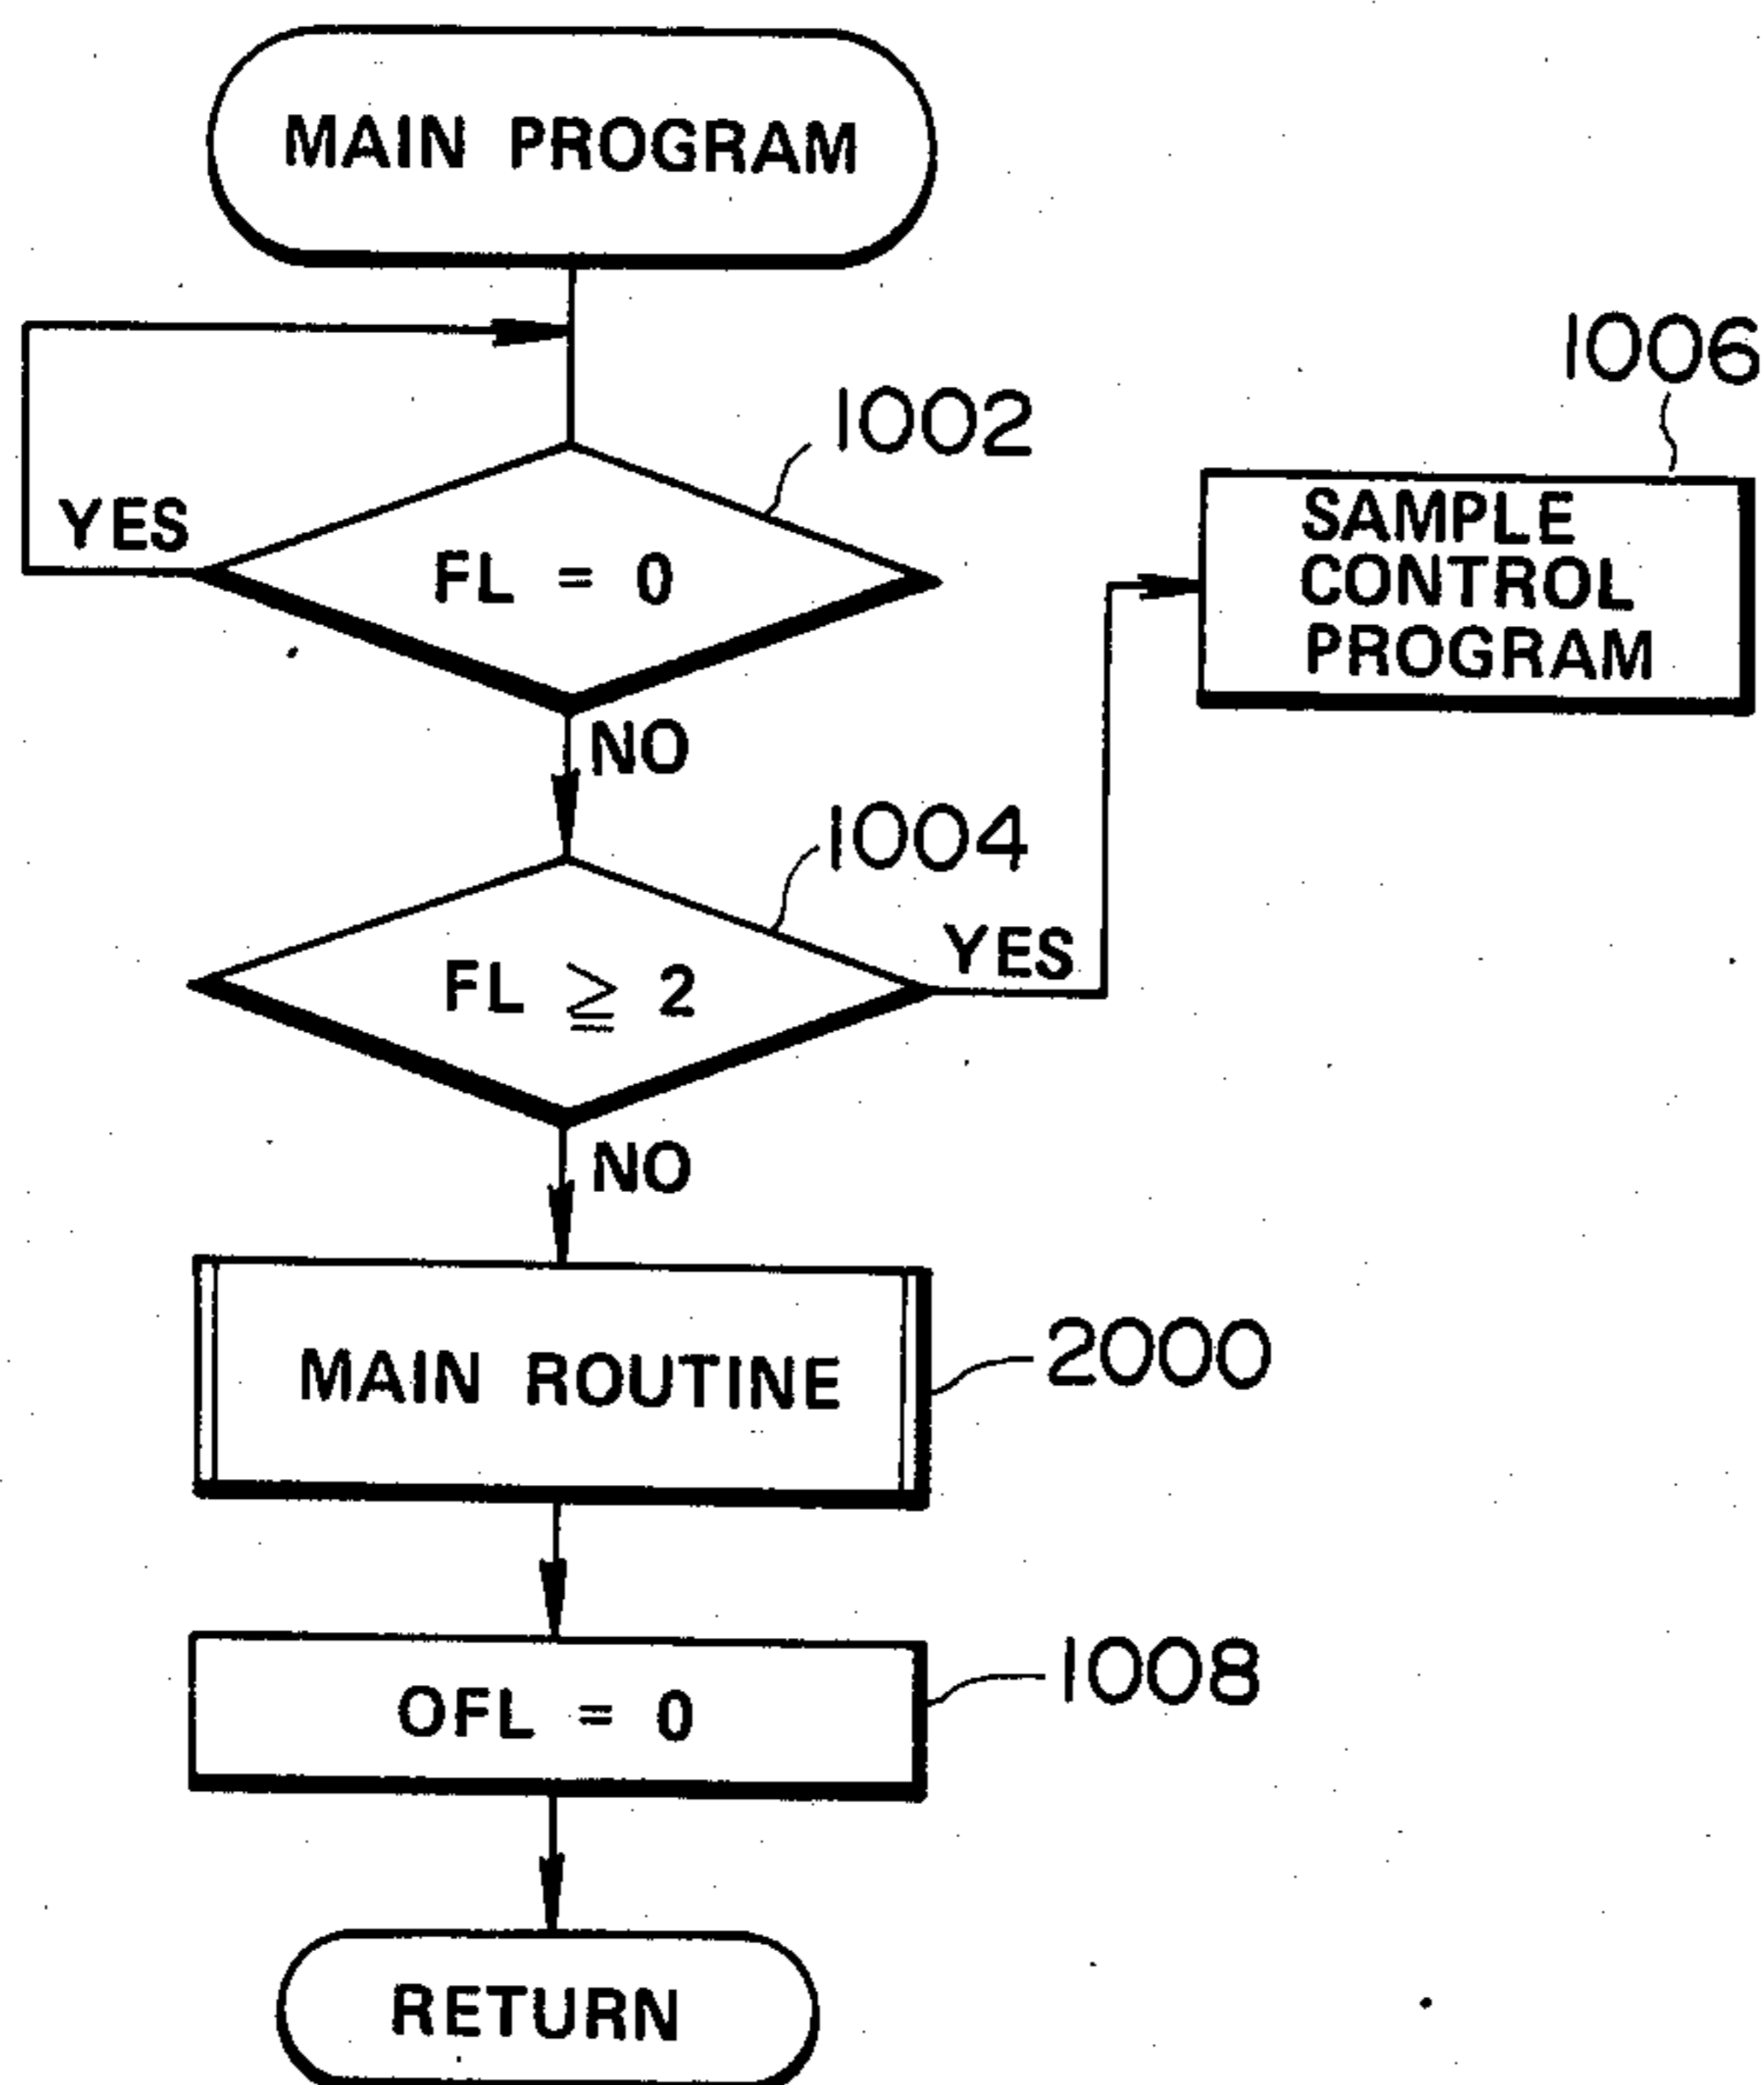 MAIN PROGRAM
1002
YES
FL = 0
NO
1006
SAMPLE
CONTROL
PROGRAM
1004
YES
FL ≧ 2
NO
MAIN ROUTINE
2000
OFL = 0
1008
RETURN